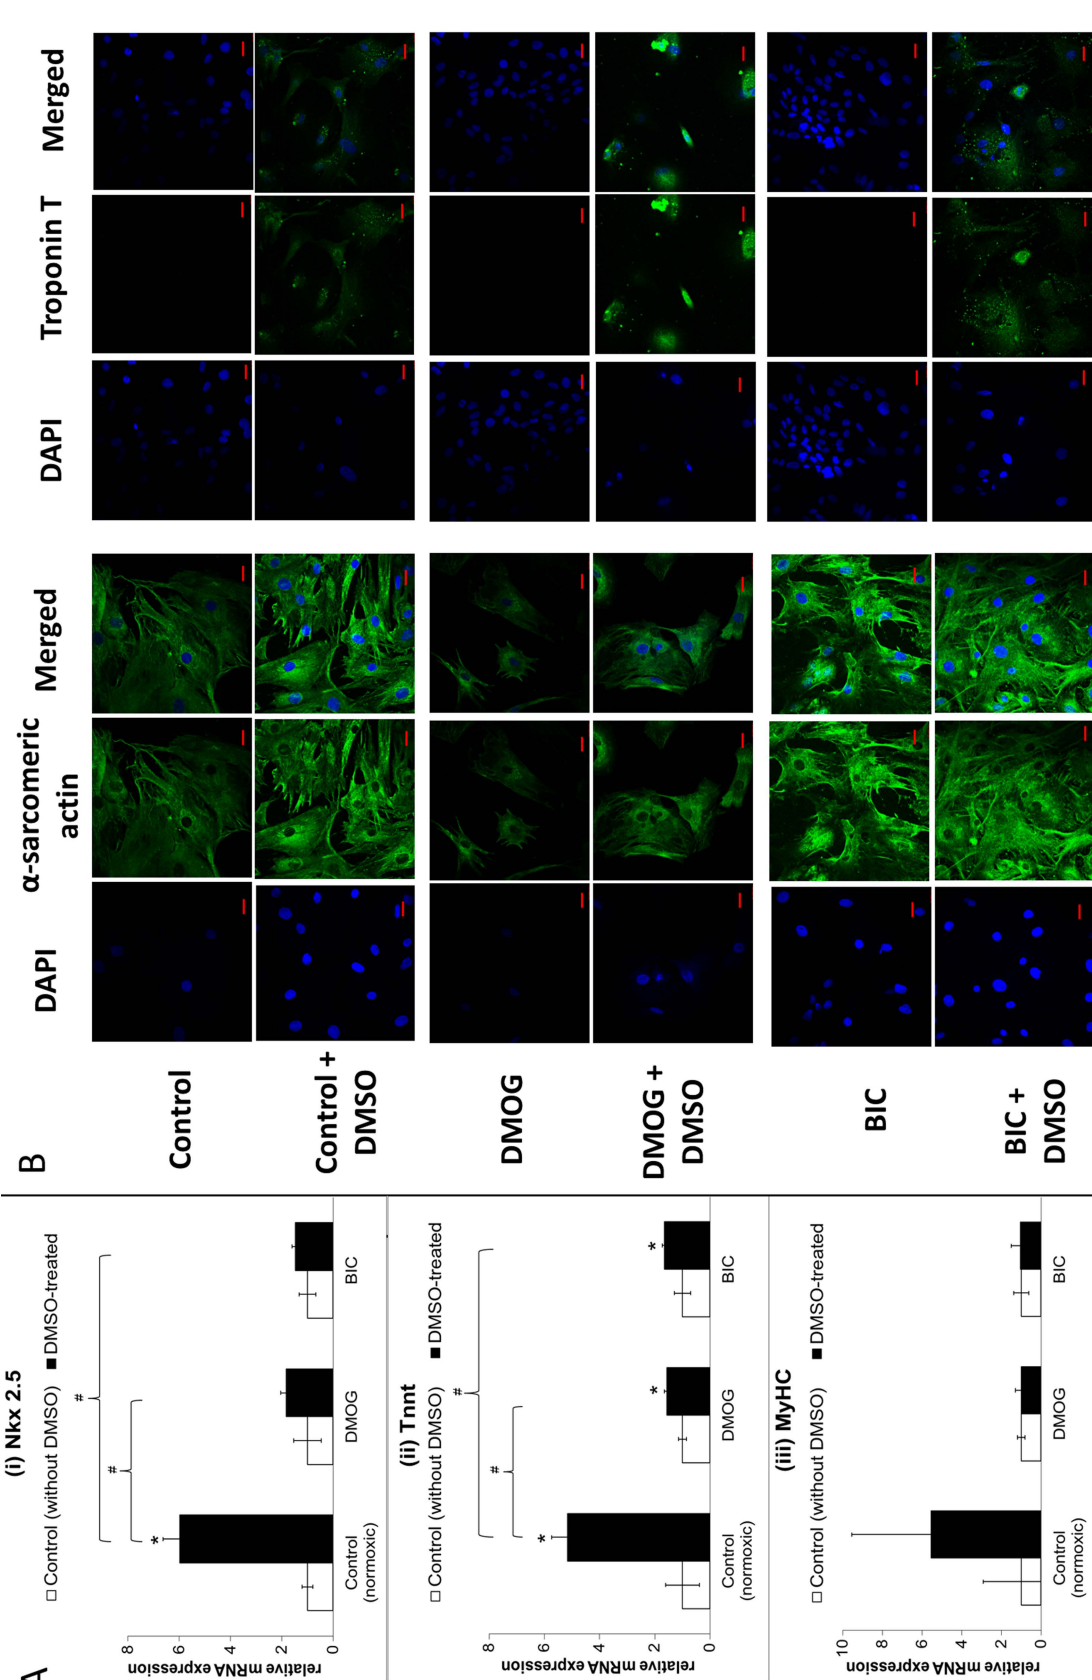 A
(i) Nkx 2.5
□ Control (without DMSO) ■ DMSO-treated
relative mRNA expression
8
6
4
2
0
*
#
#
Control
(normoxic)
DMOG
BIC
(ii) Tnnt
□ Control (without DMSO) ■ DMSO-treated
relative mRNA expression
8
6
4
2
0
*
*
*
#
#
Control
(normoxic)
DMOG
BIC
(iii) MyHC
□ Control (without DMSO) ■ DMSO-treated
relative mRNA expression
10
8
6
4
2
0
Control
(normoxic)
DMOG
BIC
B
DAPI
α-sarcomeric
actin
Merged
DAPI
Troponin T
Merged
Control
Control +
DMSO
DMOG
DMOG +
DMSO
BIC
BIC +
DMSO